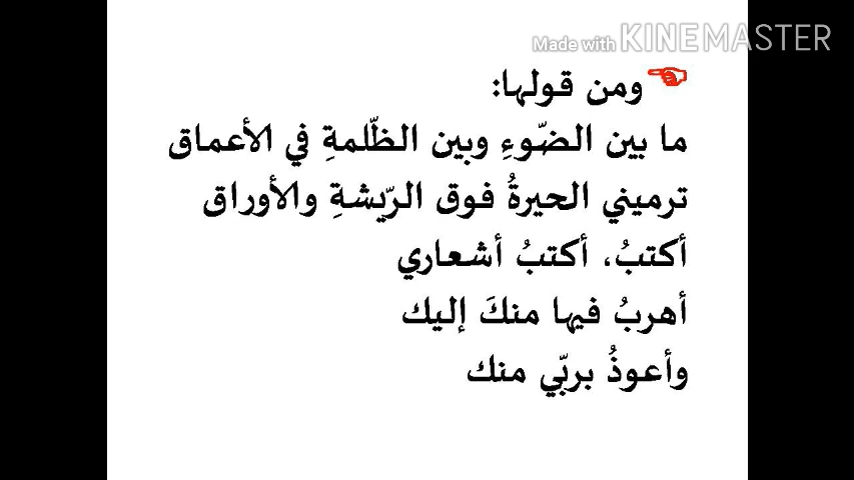 Made with KINEMASTER
ومن قولها:
ما بين الضّوءِ وبين الظّلمةِ في الأعماق
ترميني الحيرةُ فوق الرّيشةِ والأوراق
أكتبُ، أكتبُ أشعاري
أهربُ فيها منكَ إليك
وأعوذُ بربّي منك